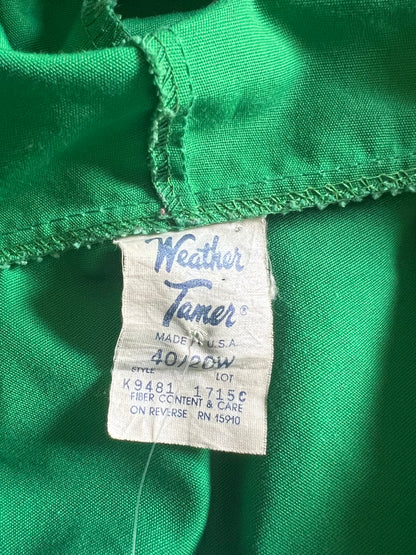 Weather
Tamer®
MADE IN U.S.A.
40/20W
STYLE LOT
K9481 1715C
FIBER CONTENT & CARE
ON REVERSE RN 15910